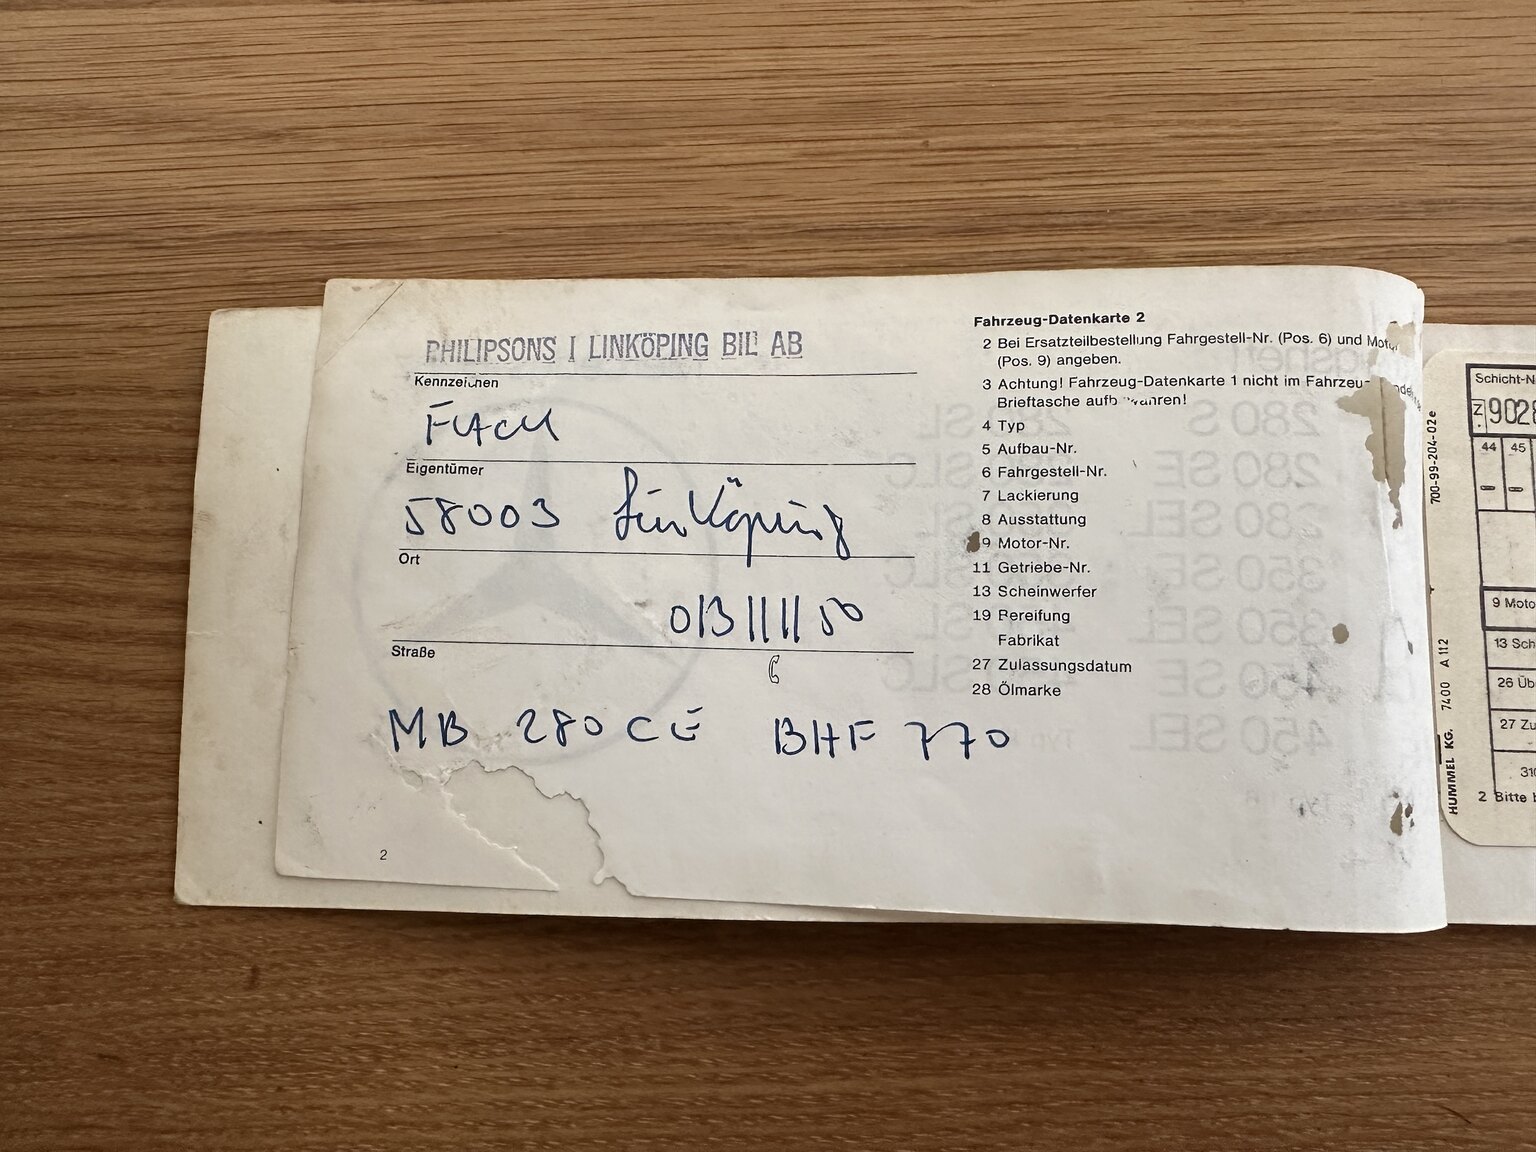 PHILIPSONS I LINKÖPING BIL AB
Kennzeichen
FACK
Eigentümer
58003 Linköping
Ort
013 111150
Straße
MB 280 CE BHF 770
2
Fahrzeug-Datenkarte 2
2 Bei Ersatzteilbestellung Fahrgestell-Nr. (Pos. 6) und
(Pos. 9) angeben.
3 Achtung! Fahrzeug-Datenkarte 1 nicht im
Brieftasche
4 Typ
5 Aufbau-Nr.
6 Fahrgestell-Nr.
7 Lackierung
8 Ausstattung
9 Motor-Nr.
11 Getriebe-Nr.
13 Scheinwerfer
19 Bereifung
Fabrikat
27 Zulassungsdatum
28 Ölmarke
700-99-204-02e
HUMMEL KG. 7400 A 112
Schicht-N
Z 9028
44 45
- -
9 Moto
13 Sch
26 Üb
27 Zu
310
2 Bitte